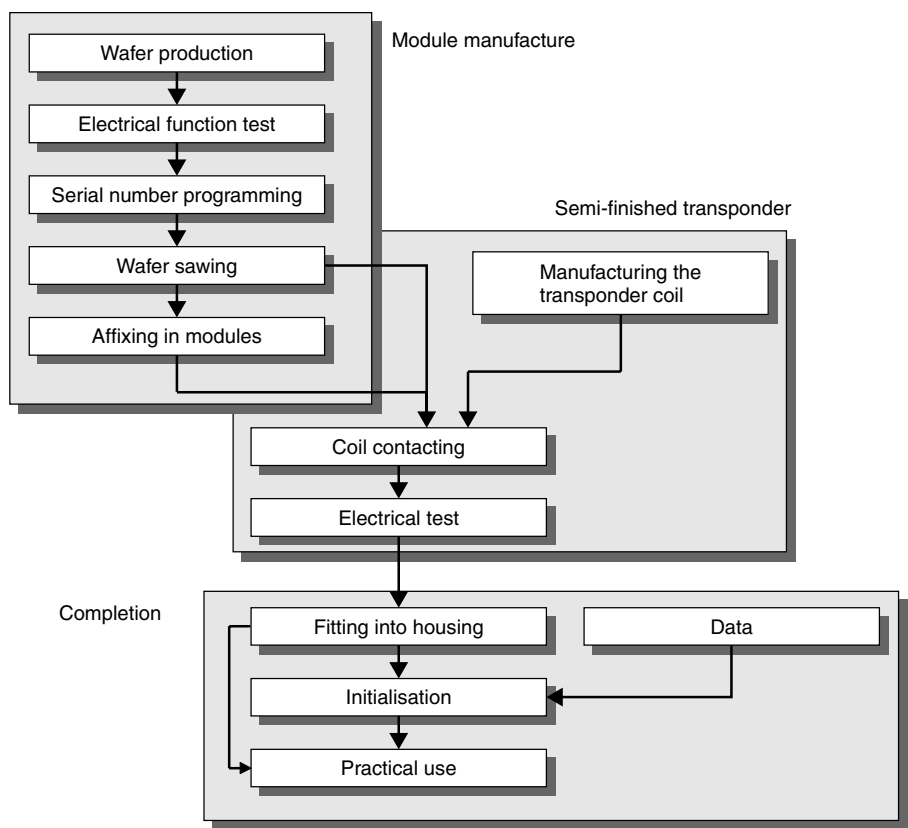 Module manufacture
Wafer production
Electrical function test
Serial number programming
Wafer sawing
Affixing in modules
Semi-finished transponder
Manufacturing the
transponder coil
Coil contacting
Electrical test
Completion
Fitting into housing
Data
Initialisation
Practical use